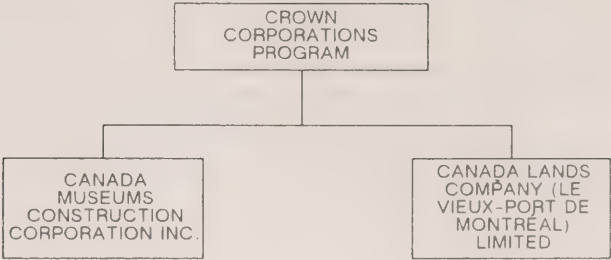 CROWN
CORPORATIONS
PROGRAM
CANADA
MUSEUMS
CONSTRUCTION
CORPORATION INC.
CANADA LANDS
COMPANY (LE
VIEUX-PORT DE
MONTRÉAL)
LIMITED